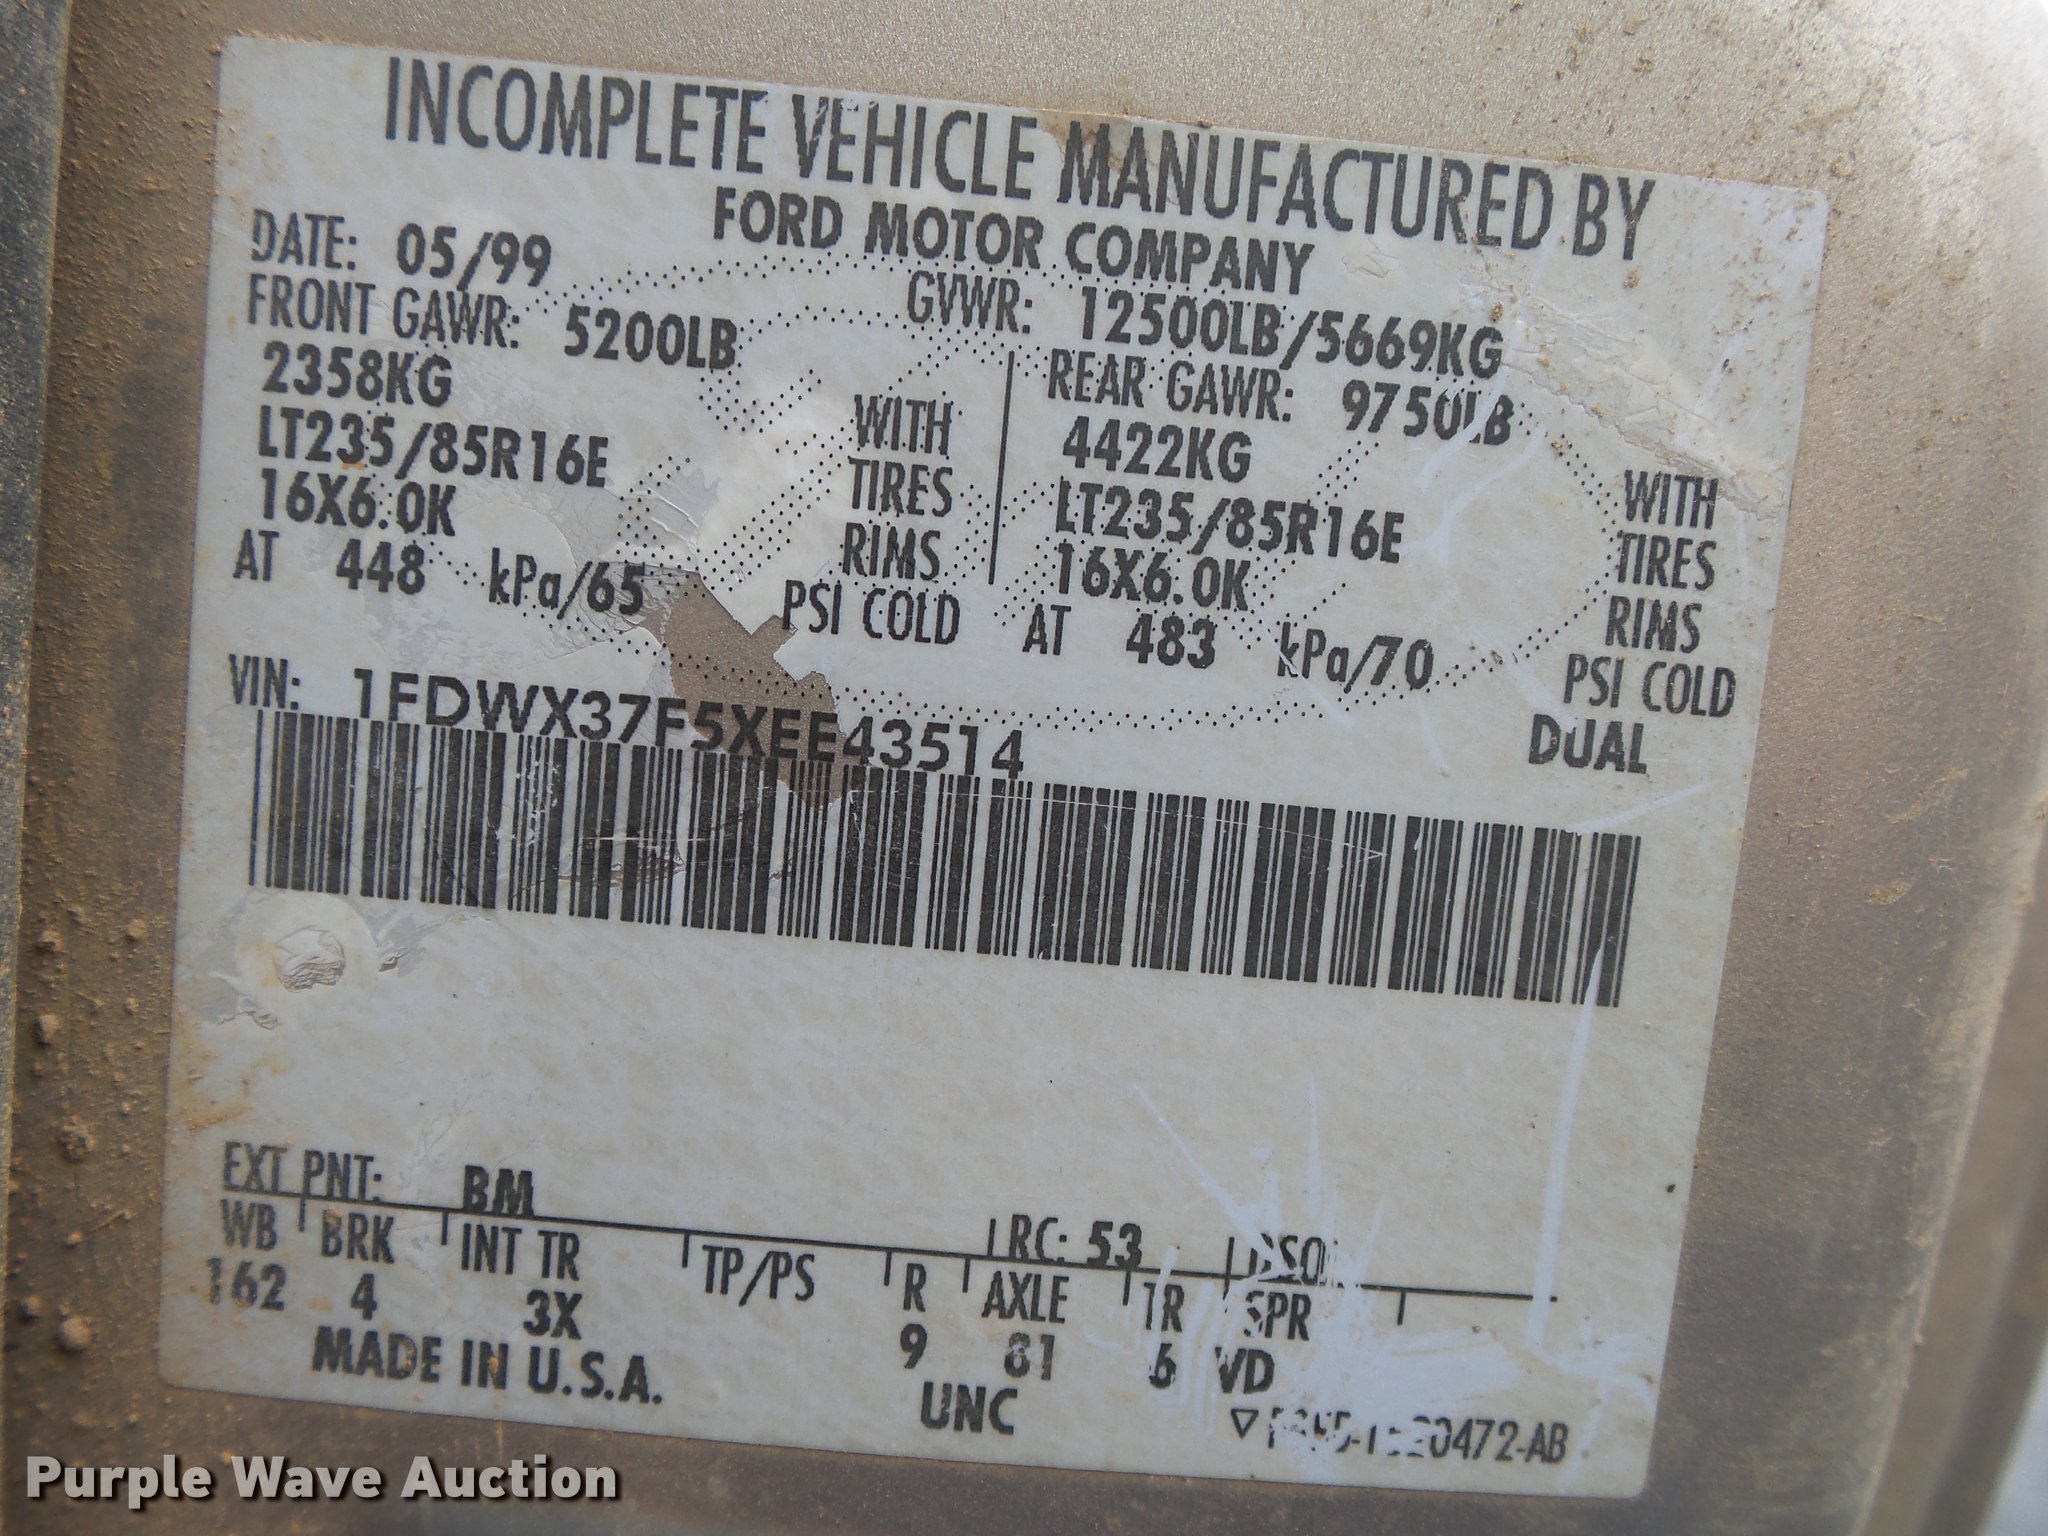 INCOMPLETE VEHICLE MANUFACTURED BY
FORD MOTOR COMPANY
DATE: 05/99
GVWR: 12500LB/5669KG
FRONT GAWR: 5200LB
2358KG WITH
LT235/85R16E TIRES
16X6.0K RIMS
AT 448 kPa/65 PSI COLD
REAR GAWR: 9750LB
4422KG WITH
LT235/85R16E TIRES
16X6.0K RIMS
AT 483 kPa/70 PSI COLD
DUAL
VIN: 1FDWX37F5XEE43514
EXT PNT: BM
RC: 53
WB BRK INT TR TP/PS R AXLE TR SPR
162 4 3X 9 81 6 VD
MADE IN U.S.A.
UNC
Purple Wave Auction